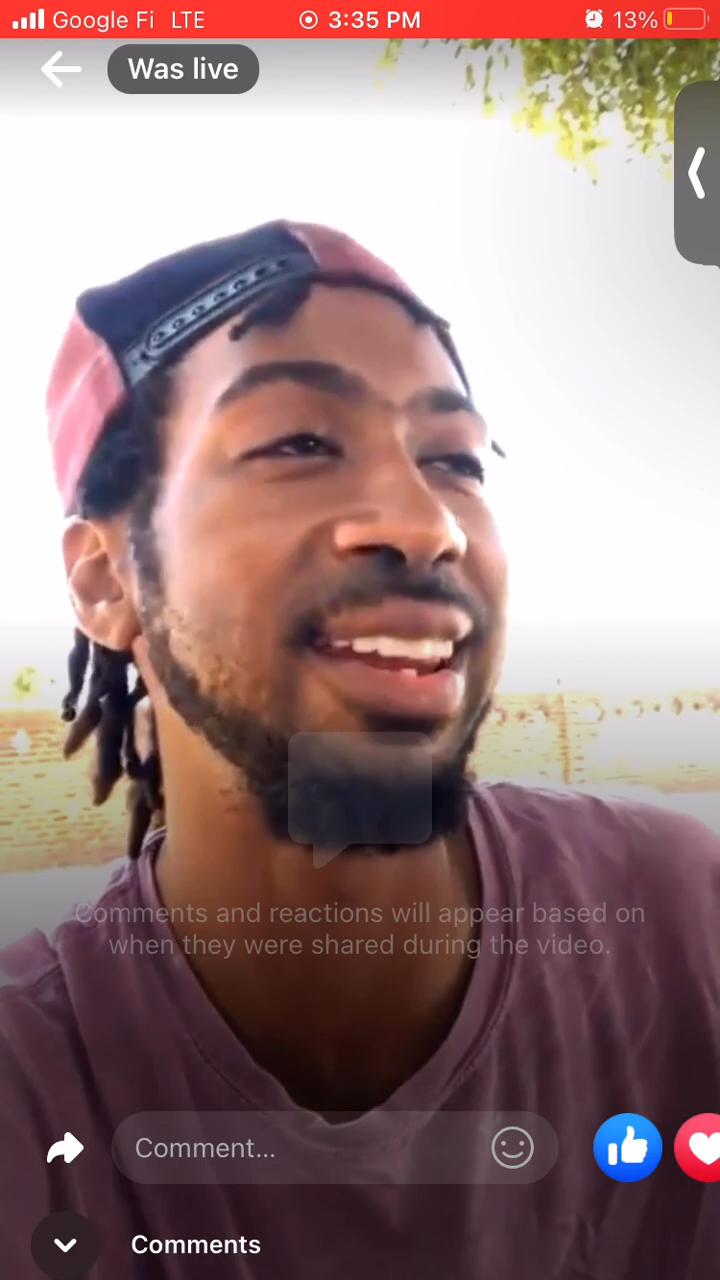 Google Fi LTE 3:35 PM 13%
Was live
Comments and reactions will appear based on
when they were shared during the video.
Comment...
Comments